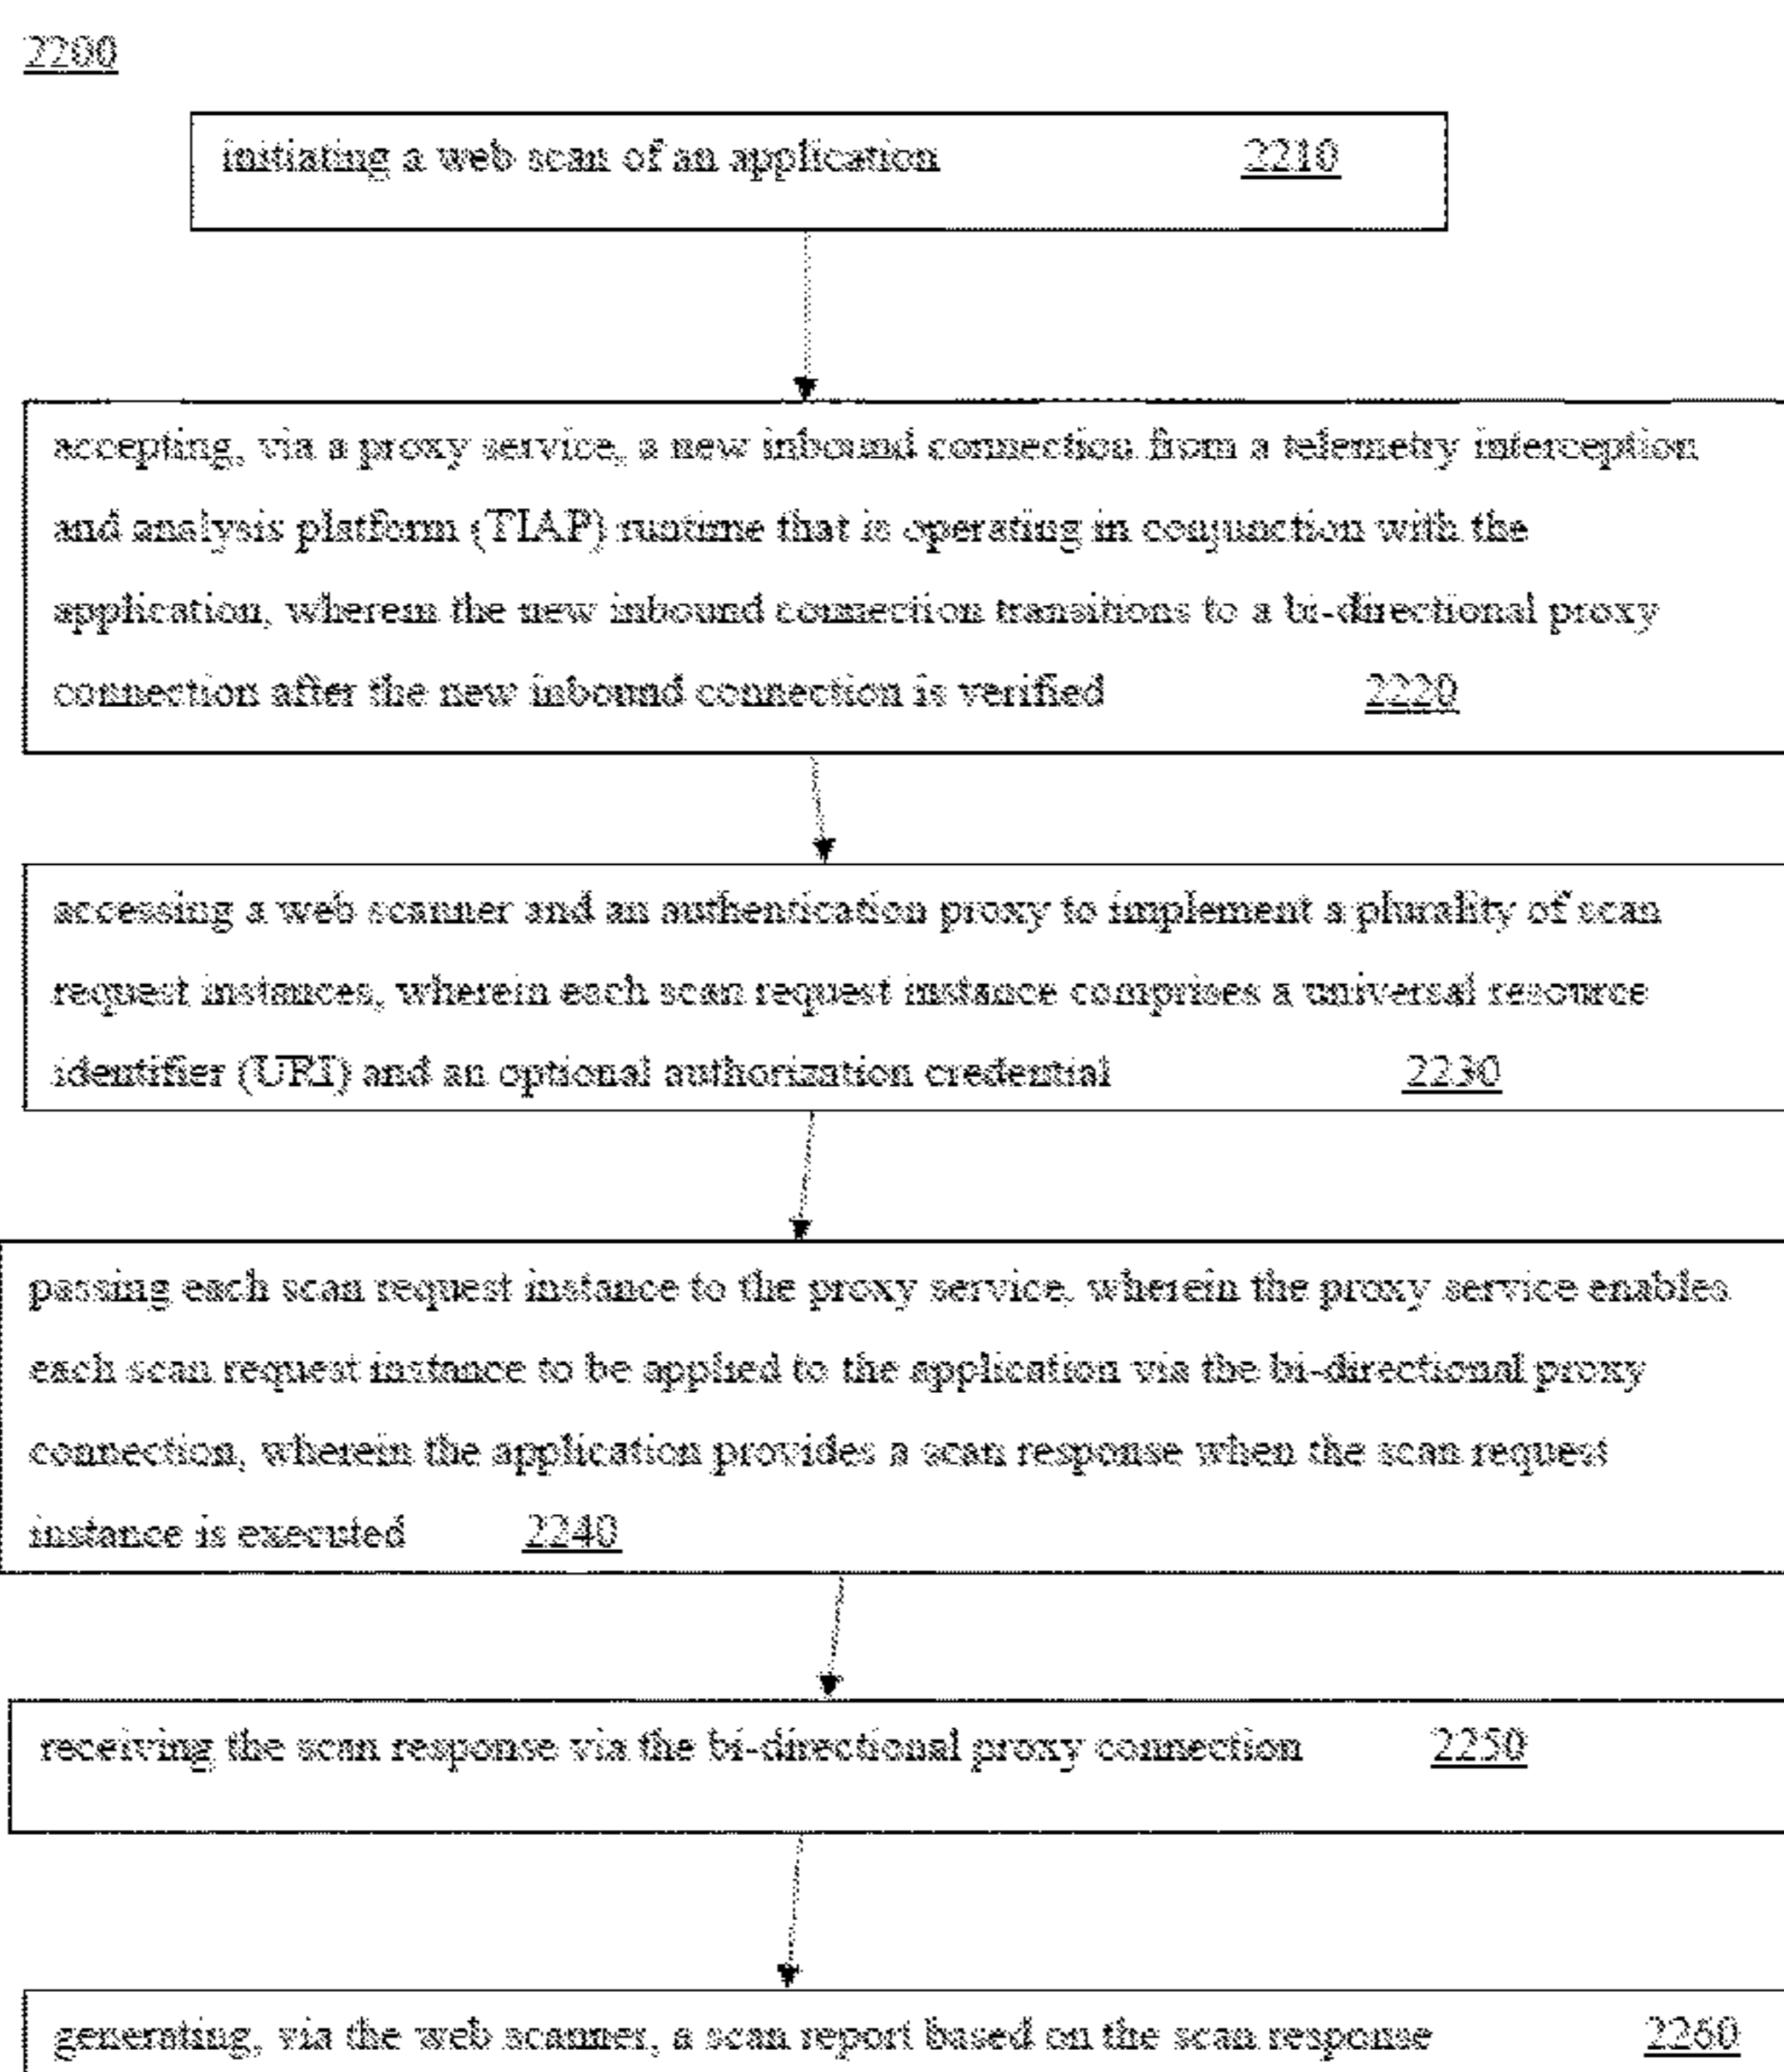 2200
initiating a web scan of an application 2210
accepting, via a proxy service, a new inbound connection from a telemetry interception
and analysis platform (TIAP) runtime that is operating in conjunction with the
application, wherein the new inbound connection transitions to a bi-directional proxy
connection after the new inbound connection is verified 2220
accessing a web scanner and an authentication proxy to implement a plurality of scan
request instances, wherein each scan request instance comprises a universal resource
identifier (URI) and an optional authorization credential 2230
passing each scan request instance to the proxy service, wherein the proxy service enables
each scan request instance to be applied to the application via the bi-directional proxy
connection, wherein the application provides a scan response when the scan request
instance is executed 2240
receiving the scan response via the bi-directional proxy connection 2250
generating, via the web scanner, a scan report based on the scan response 2260